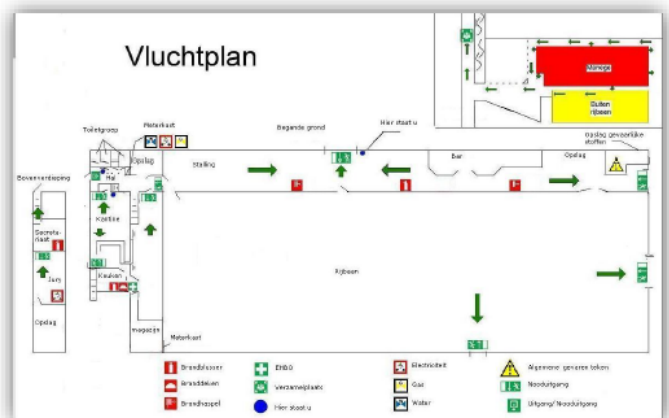 Vluchtplan
Manege
Buiten
rijbaan
Toiletgroep
Meterkast
Begane grond
Hier staat u
Opslag gevaarlijke
stoffen
Opslag
Stalling
Bar
Opslag
Hal
Bovenverdieping
Kantine
Secreta-
riaat
Keuken
Jury
Rijbaan
Opslag
magazijn
Meterkast
Brandblusser
EHBO
Electriciteit
Algemene gevaren teken
Branddeken
Verzamelplaats
Gas
Nooduitgang
Brandhaspel
Hier staat u
Water
Uitgang/Nooduitgang